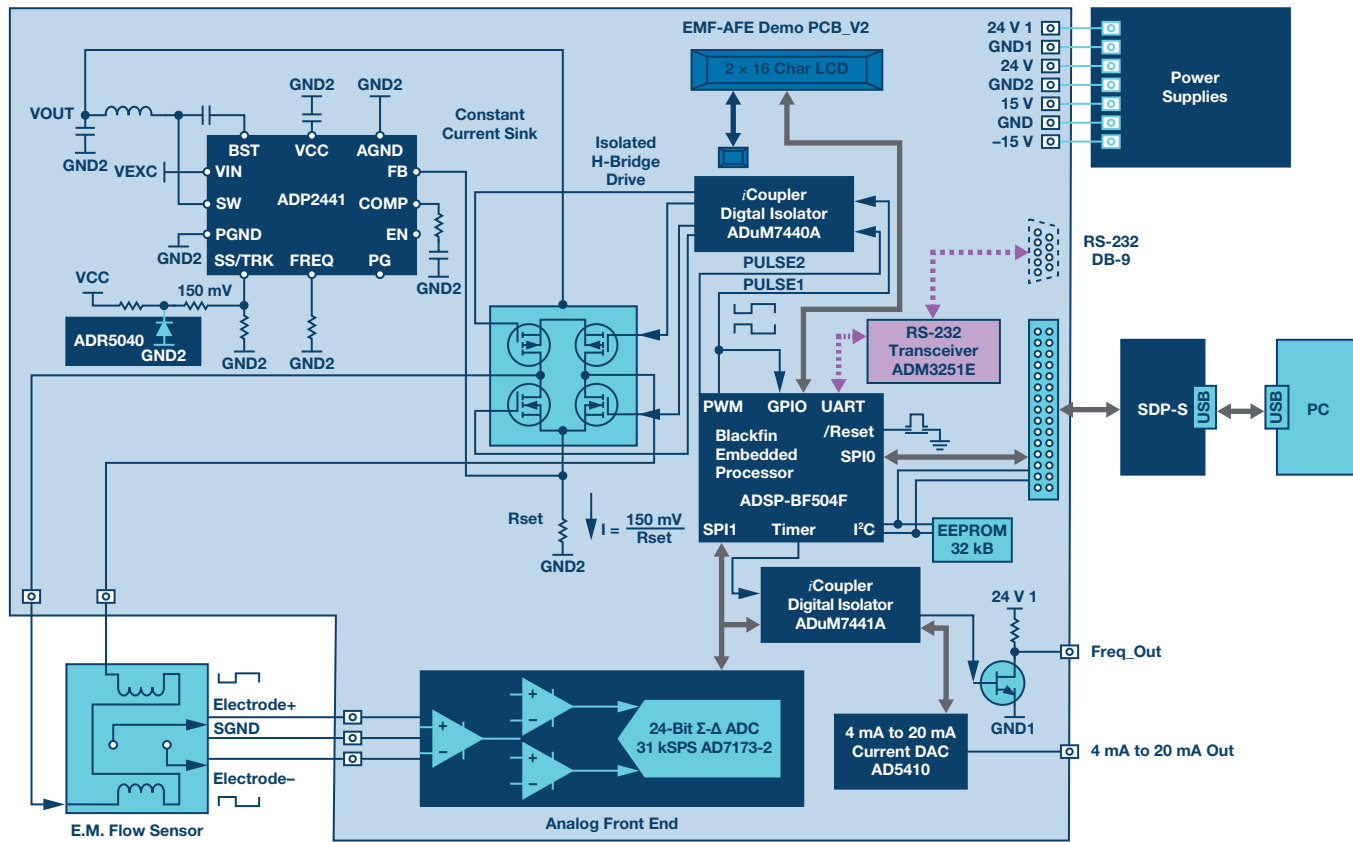 EMF-AFE Demo PCB_V2
2 × 16 Char LCD
24 V 1
GND1
24 V
GND2
15 V
GND
–15 V
Power
Supplies
VOUT
GND2
GND2
GND2
VEXC
BST
VCC
AGND
VIN
FB
ADP2441
SW
COMP
PGND
EN
SS/TRK
FREQ
PG
GND2
GND2
VCC
150 mV
ADR5040
GND2
GND2
GND2
Constant
Current Sink
Isolated
H-Bridge
Drive
iCoupler
Digtal Isolator
ADuM7440A
PULSE2
PULSE1
RS-232
DB-9
RS-232
Transceiver
ADM3251E
PWM
GPIO
UART
/Reset
Blackfin
Embedded
Processor
SPI0
ADSP-BF504F
SPI1
Timer
I²C
EEPROM
32 kB
SDP-S
USB
USB
PC
Rset
I = 150 mV
Rset
GND2
iCoupler
Digital Isolator
ADuM7441A
24 V 1
Freq_Out
GND1
4 mA to 20 mA
Current DAC
AD5410
4 mA to 20 mA Out
Electrode+
SGND
Electrode–
E.M. Flow Sensor
+
–
+
–
+
–
24-Bit Σ-Δ ADC
31 kSPS AD7173-2
Analog Front End